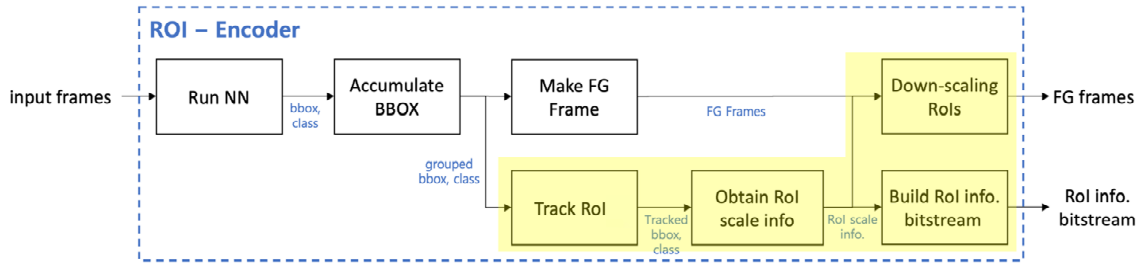 ROI – Encoder
input frames
Run NN
bbox,
class
Accumulate
BBOX
Make FG
Frame
FG Frames
Down-scaling
RoIs
FG frames
grouped
bbox, class
Track RoI
Tracked
bbox,
class
Obtain RoI
scale info
RoI scale
info.
Build RoI info.
bitstream
RoI info.
bitstream